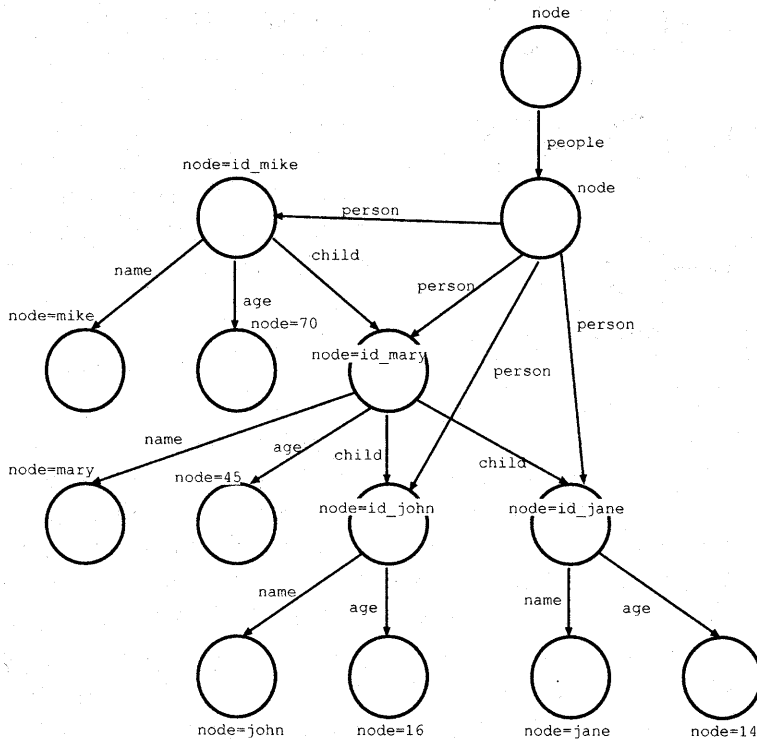 node
people
node=id_mike
node
person
child
name
person
age
node=mike
node=70
person
node=id_mary
person
name
age
node=mary
node=45
child
child
node=id_john
node=id_jane
name
age
name
age
node=john
node=16
node=jane
node=14